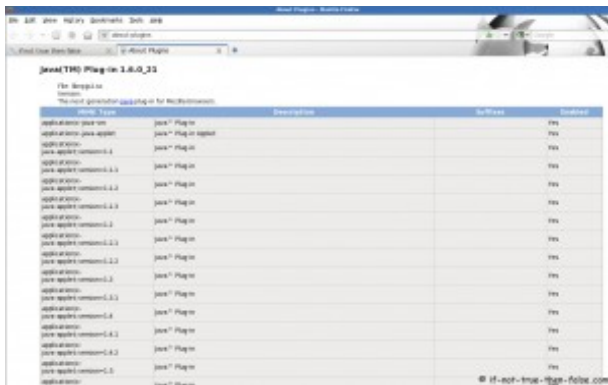 About Plugins - Mozilla Firefox
File Edit View History Bookmarks Tools Help
about:plugins
About Plugins
Java(TM) Plug-in 1.6.0_21
File:
Version:
The next generation Java plug-in for Mozilla browsers.
MIME Type Description Suffixes Enabled
application/x-java-vm Java™ Plug-in Yes
application/x-java-applet Java™ Plug-in applet Yes
application/x-
java-applet;version=1.1 Java™ Plug-in Yes
application/x-
java-applet;version=1.1.1 Java™ Plug-in Yes
application/x-
java-applet;version=1.1.2 Java™ Plug-in Yes
application/x-
java-applet;version=1.1.3 Java™ Plug-in Yes
application/x-
java-applet;version=1.2 Java™ Plug-in Yes
application/x-
java-applet;version=1.2.1 Java™ Plug-in Yes
application/x-
java-applet;version=1.2.2 Java™ Plug-in Yes
application/x-
java-applet;version=1.3 Java™ Plug-in Yes
application/x-
java-applet;version=1.3.1 Java™ Plug-in Yes
application/x-
java-applet;version=1.4 Java™ Plug-in Yes
application/x-
java-applet;version=1.4.1 Java™ Plug-in Yes
application/x-
java-applet;version=1.4.2 Java™ Plug-in Yes
application/x-
java-applet;version=1.5 Java™ Plug-in Yes
application/x-
© if-not-true-then-false.com